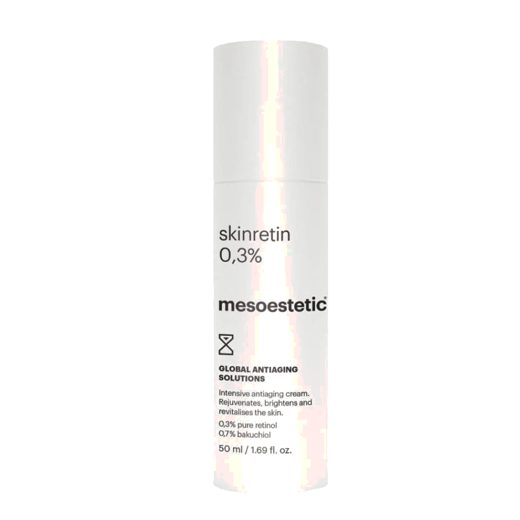 skinretin
0,3%
mesoestetic™
GLOBAL ANTIAGING
SOLUTIONS
Intensive antiaging cream.
Rejuvenates, brightens and
revitalises the skin.
0,3% pure retinol
0,7% bakuchiol
50 ml / 1.69 fl. oz.